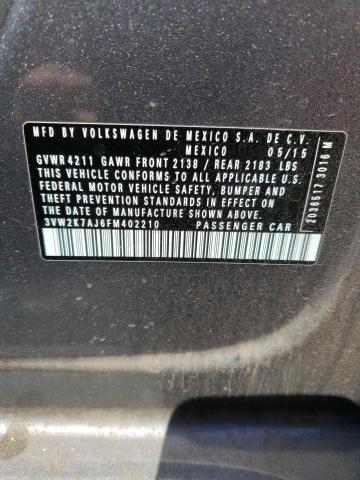 MFD BY VOLKSWAGEN DE MEXICO S.A. DE C.V.
MEXICO 05/15
GVWR 4211 GAWR FRONT 2138 / REAR 2183 LBS
THIS VEHICLE CONFORMS TO ALL APPLICABLE U.S.
FEDERAL MOTOR VEHICLE SAFETY, BUMPER AND
THEFT PREVENTION STANDARDS IN EFFECT ON THE
DATE OF MANUFACTURE SHOWN ABOVE.
3VW2K7AJ6FM402210 PASSENGER CAR
2036517 3016 M